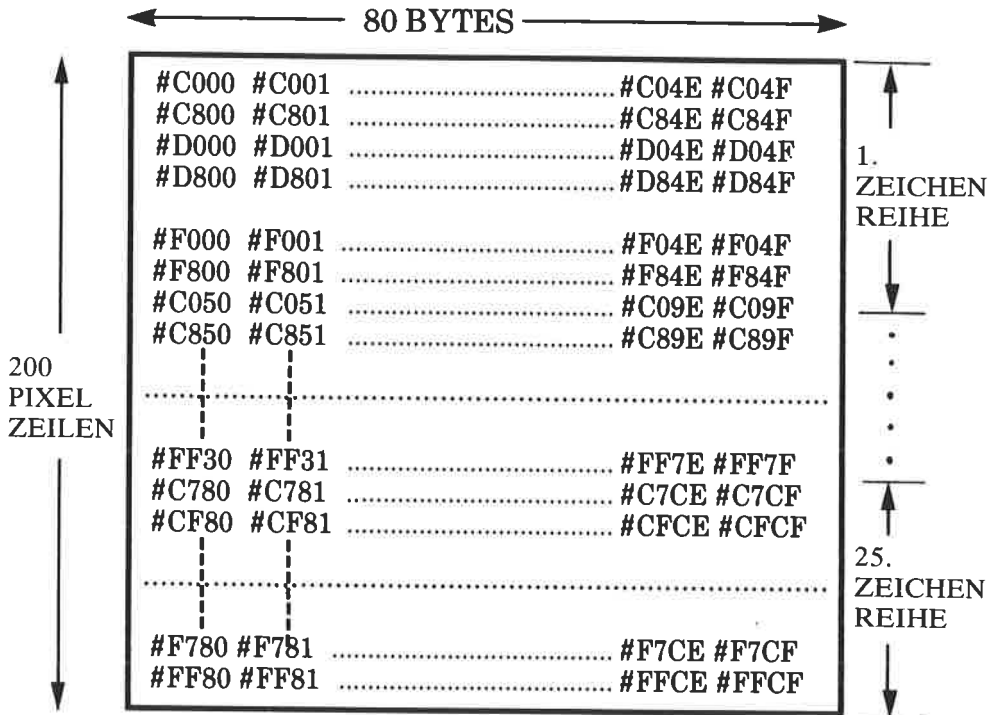 80 BYTES
#C000 #C001 ........................ #C04E #C04F
#C800 #C801 ........................ #C84E #C84F
#D000 #D001 ........................ #D04E #D04F
#D800 #D801 ........................ #D84E #D84F
1.
ZEICHEN
REIHE
#F000 #F001 ........................ #F04E #F04F
#F800 #F801 ........................ #F84E #F84F
#C050 #C051 ........................ #C09E #C09F
#C850 #C851 ........................ #C89E #C89F
200
PIXEL
ZEILEN
#FF30 #FF31 ........................ #FF7E #FF7F
#C780 #C781 ........................ #C7CE #C7CF
#CF80 #CF81 ........................ #CFCE #CFCF
25.
ZEICHEN
REIHE
#F780 #F781 ........................ #F7CE #F7CF
#FF80 #FF81 ........................ #FFCE #FFCF